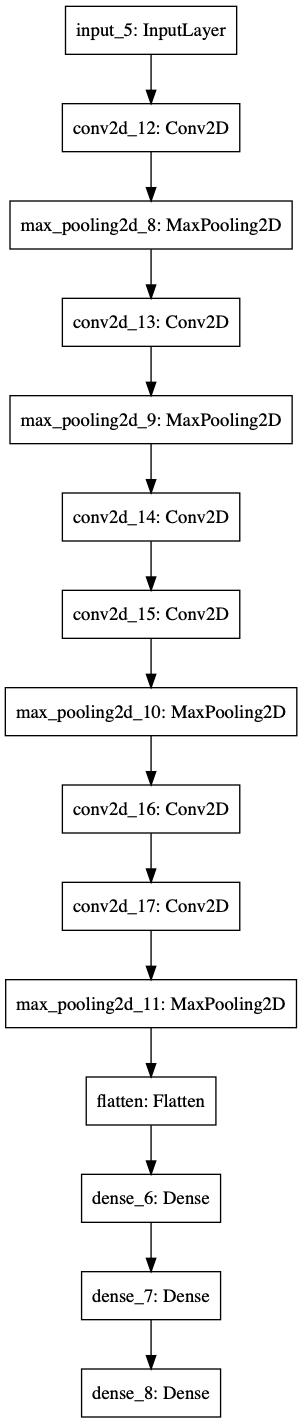 input_5: InputLayer
conv2d_12: Conv2D
max_pooling2d_8: MaxPooling2D
conv2d_13: Conv2D
max_pooling2d_9: MaxPooling2D
conv2d_14: Conv2D
conv2d_15: Conv2D
max_pooling2d_10: MaxPooling2D
conv2d_16: Conv2D
conv2d_17: Conv2D
max_pooling2d_11: MaxPooling2D
flatten: Flatten
dense_6: Dense
dense_7: Dense
dense_8: Dense